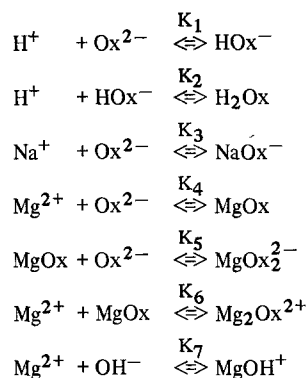 H⁺ + Ox²⁻ <=> K₁ HOx⁻
H⁺ + HOx⁻ <=> K₂ H₂Ox
Na⁺ + Ox²⁻ <=> K₃ NaOx⁻
Mg²⁺ + Ox²⁻ <=> K₄ MgOx
MgOx + Ox²⁻ <=> K₅ MgOx₂²⁻
Mg²⁺ + MgOx <=> K₆ Mg₂Ox²⁺
Mg²⁺ + OH⁻ <=> K₇ MgOH⁺